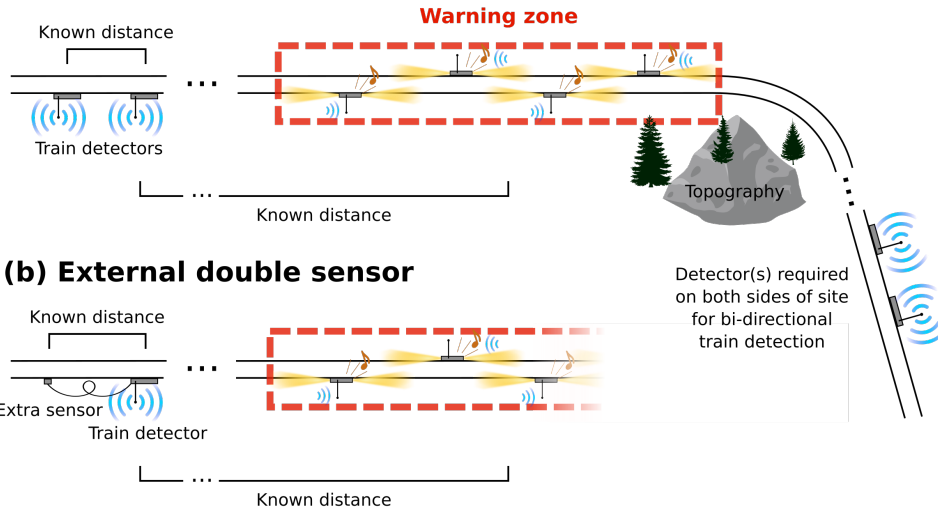 Warning zone
Known distance
...
Train detectors
Topography
...
Known distance
...
(b) External double sensor
Detector(s) required
on both sides of site
for bi-directional
train detection
Known distance
...
Extra sensor
Train detector
...
Known distance